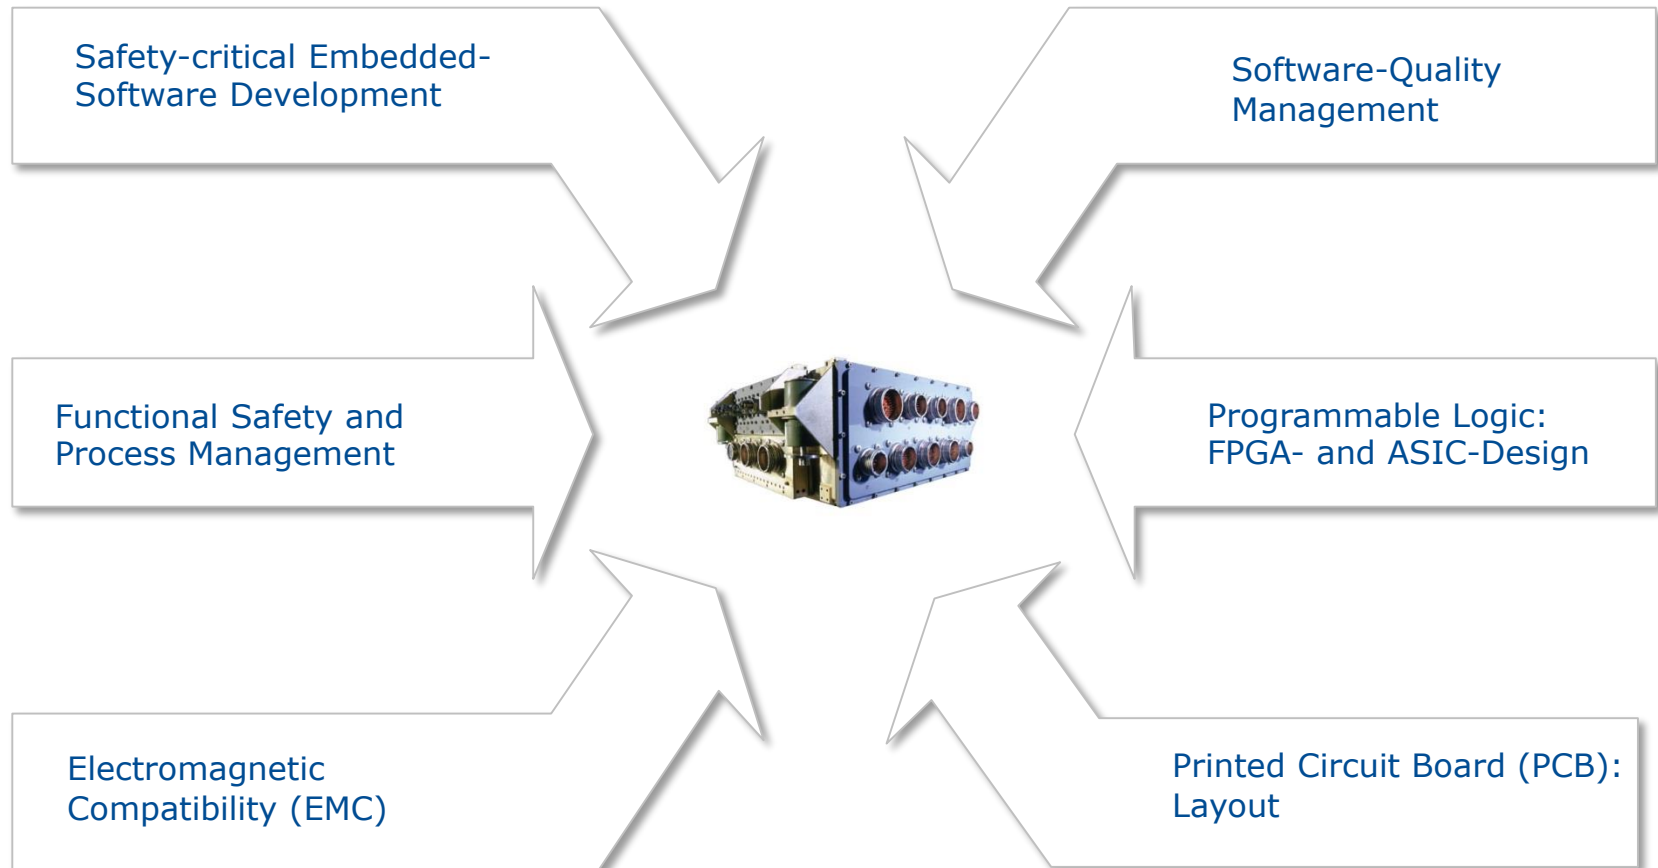 Safety-critical Embedded-
Software Development
Software-Quality
Management
Functional Safety and
Process Management
Programmable Logic:
FPGA- and ASIC-Design
Electromagnetic
Compatibility (EMC)
Printed Circuit Board (PCB):
Layout